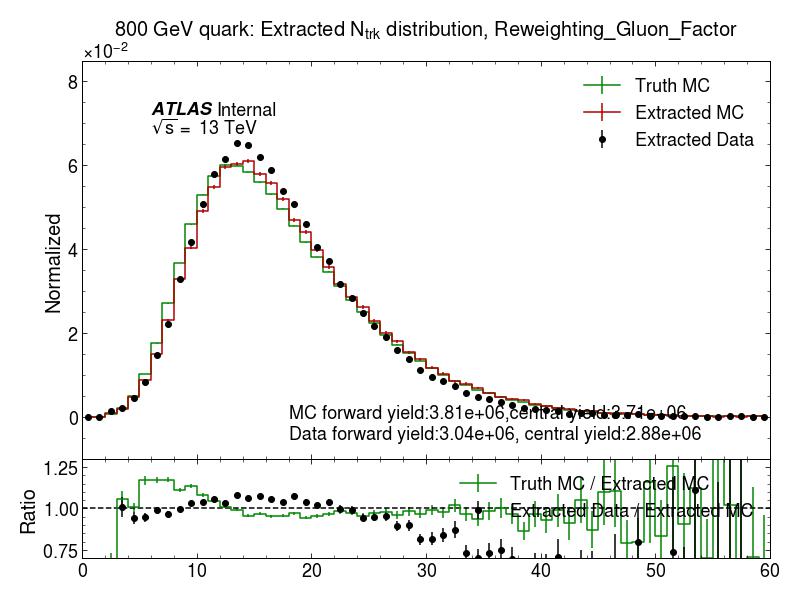 800 GeV quark: Extracted Ntrk distribution, Reweighting_Gluon_Factor
×10−2
8
6
4
2
0
Normalized
ATLAS Internal
√s = 13 TeV
Truth MC
Extracted MC
Extracted Data
MC forward yield:3.81e+06,central yield:2.71e+06
Data forward yield:3.04e+06, central yield:2.88e+06
1.25
1.00
0.75
Ratio
Truth MC / Extracted MC
Extracted Data / Extracted MC
0 10 20 30 40 50 60